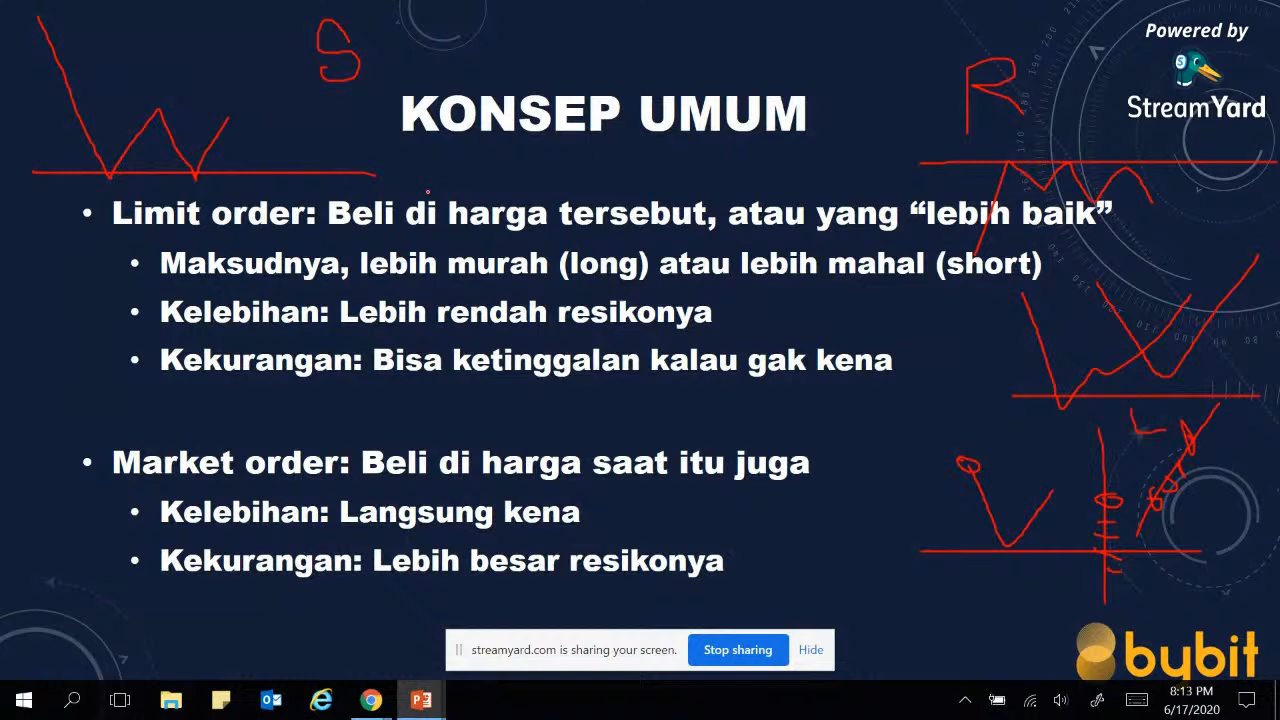 Powered by
StreamYard
S
R
KONSEP UMUM
• Limit order: Beli di harga tersebut, atau yang “lebih baik”
• Maksudnya, lebih murah (long) atau lebih mahal (short)
• Kelebihan: Lebih rendah resikonya
• Kekurangan: Bisa ketinggalan kalau gak kena
• Market order: Beli di harga saat itu juga
• Kelebihan: Langsung kena
• Kekurangan: Lebih besar resikonya
streamyard.com is sharing your screen.
Stop sharing
Hide
bybit
8:13 PM
6/17/2020